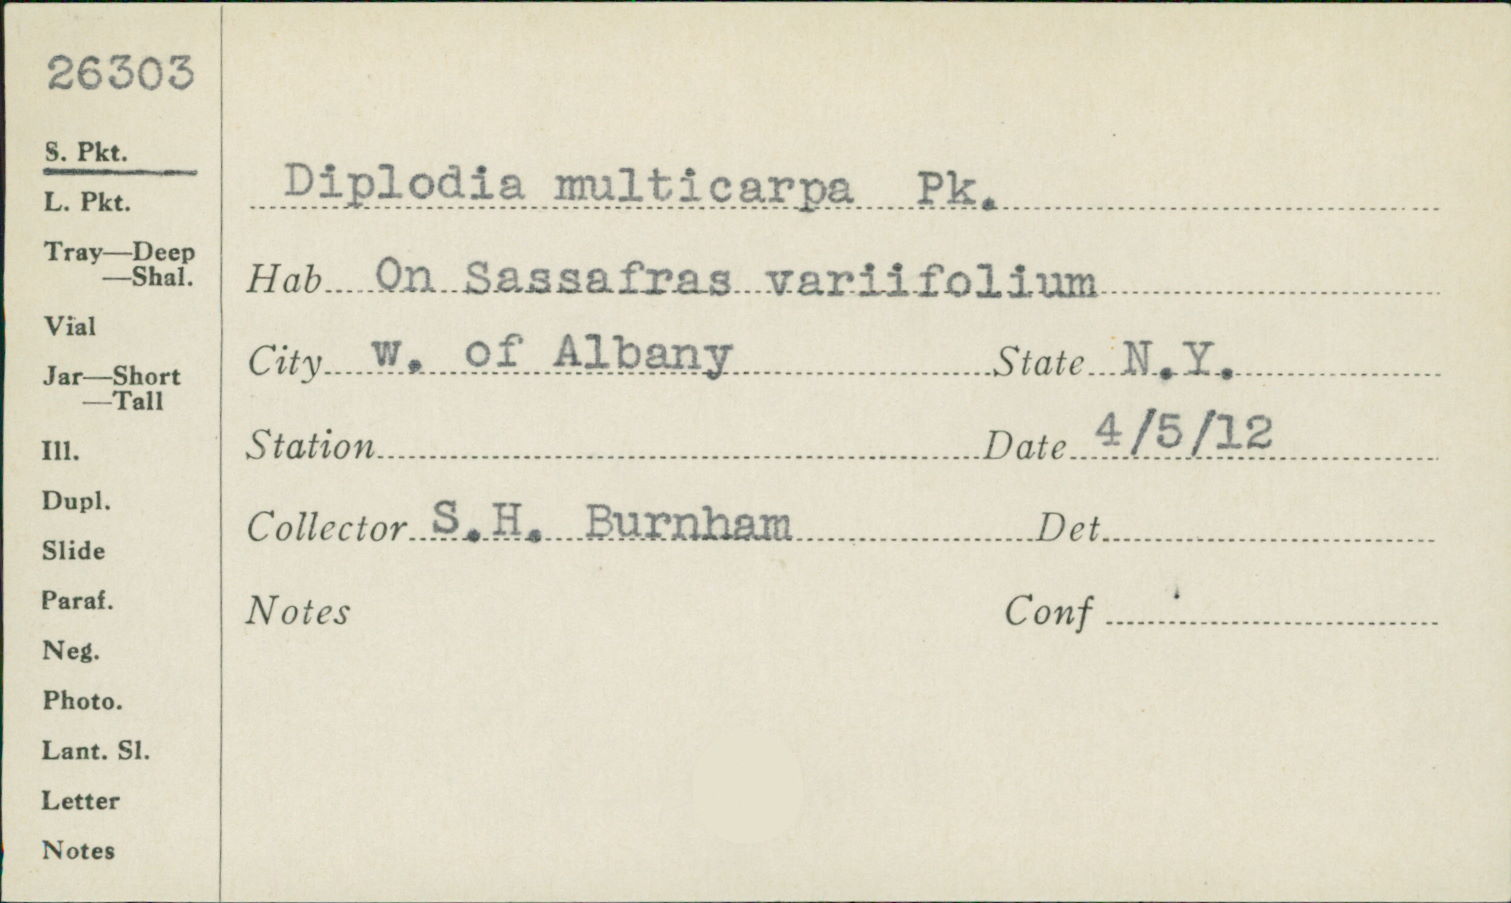 26303
S. Pkt.
L. Pkt.
Tray—Deep
—Shal.
Vial
Jar—Short
—Tall
Ill.
Dupl.
Slide
Paraf.
Neg.
Photo.
Lant. Sl.
Letter
Notes
Diplodia multicarpa Pk.
Hab On Sassafras variifolium
City w. of Albany State N.Y.
Station Date 4/5/12
Collector S.H. Burnham Det
Notes Conf